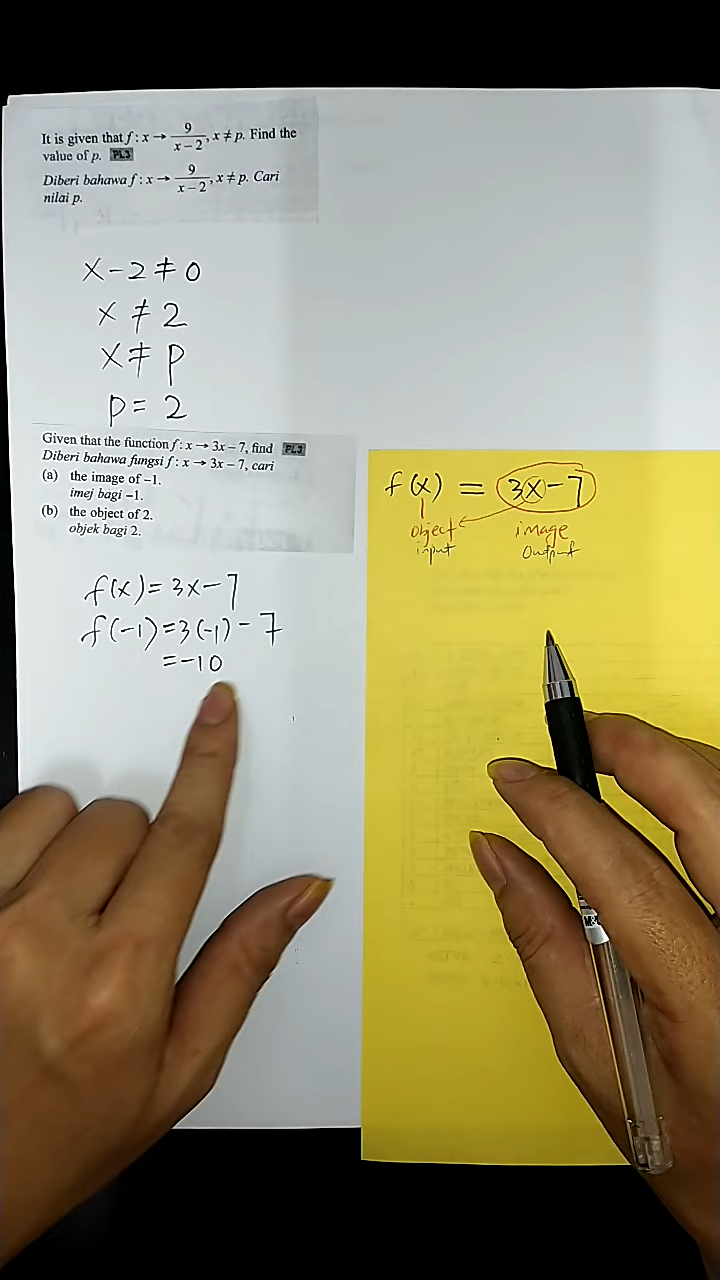 It is given that f : x → 9/(x – 2), x ≠ p. Find the
value of p. PL3
Diberi bahawa f : x → 9/(x – 2), x ≠ p. Cari
nilai p.
x – 2 ≠ 0
x ≠ 2
x ≠ p
p = 2
Given that the function f : x → 3x – 7, find PL3
Diberi bahawa fungsi f : x → 3x – 7, cari
(a) the image of –1.
imej bagi –1.
(b) the object of 2.
objek bagi 2.
f(x) = 3x – 7
f(–1) = 3(–1) – 7
= –10
f(x) = 3x – 7
object image
input output